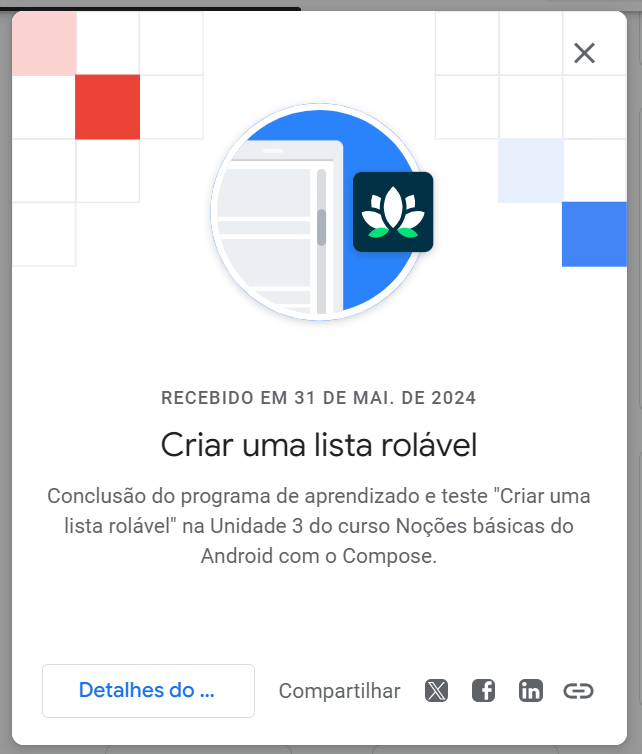 RECEBIDO EM 31 DE MAI. DE 2024
Criar uma lista rolável
Conclusão do programa de aprendizado e teste "Criar uma
lista rolável" na Unidade 3 do curso Noções básicas do
Android com o Compose.
Detalhes do ...
Compartilhar